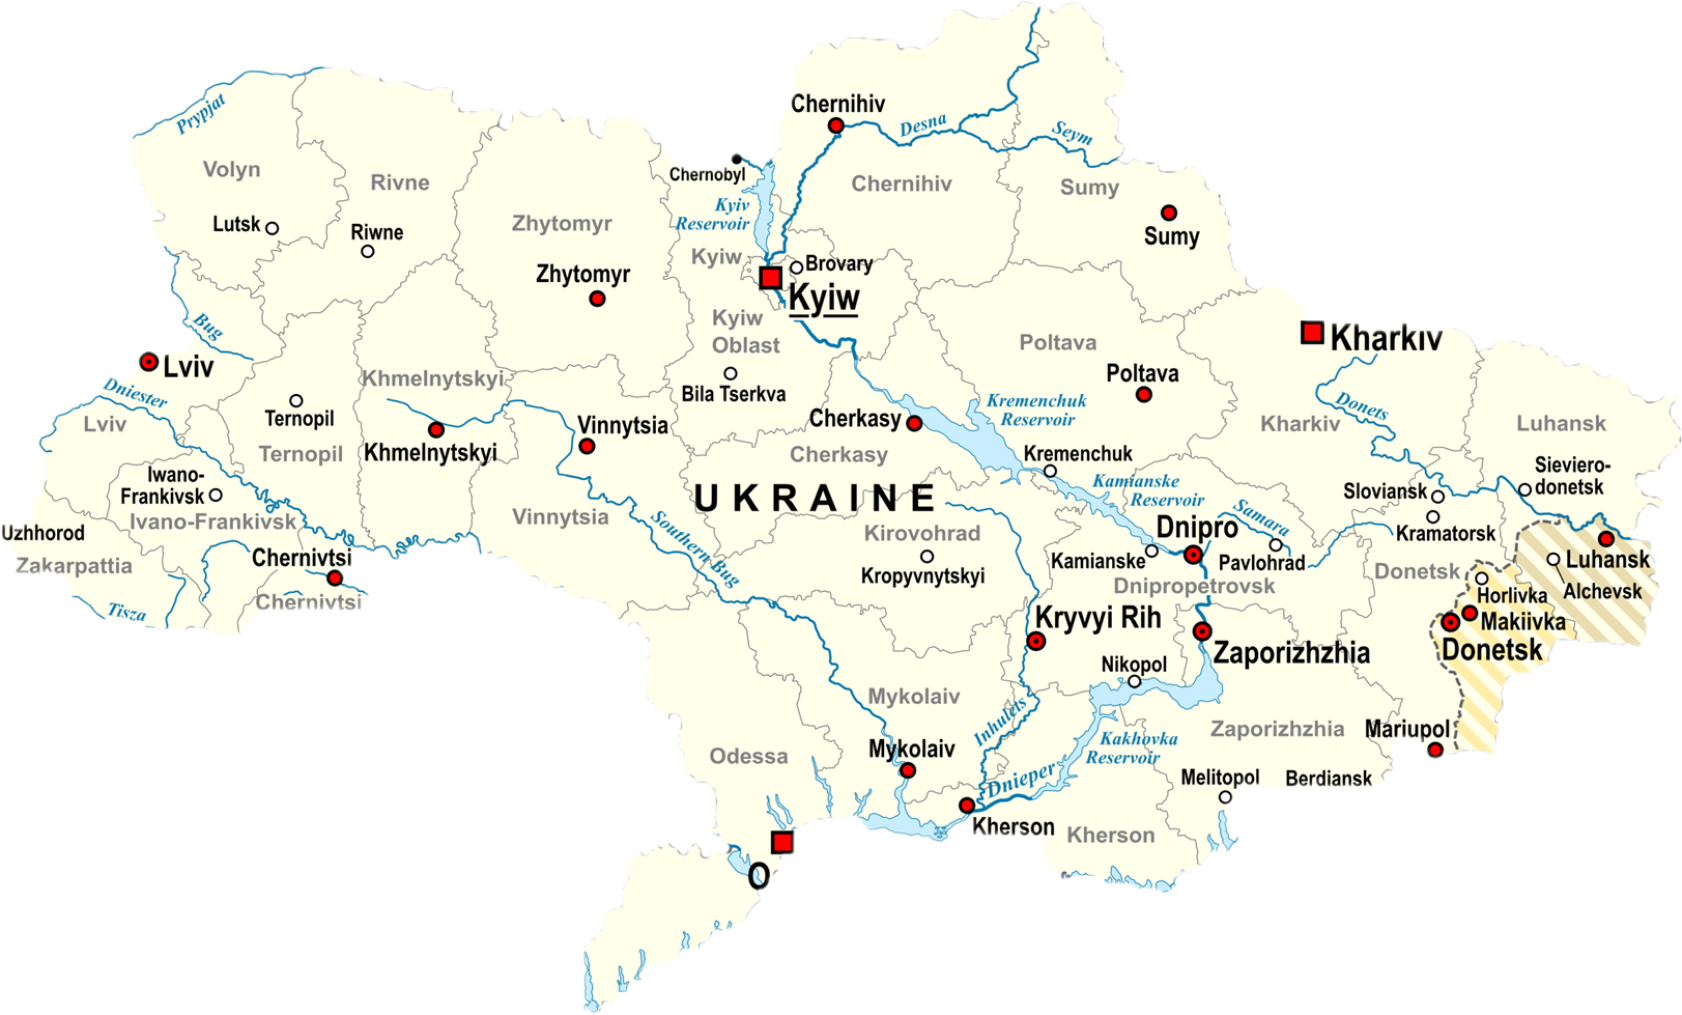 Chernihiv
Desna
Seym
Prypjat
Chernobyl
Volyn
Rivne
Chernihiv
Sumy
Kyiv
Reservoir
Zhytomyr
Lutsk
Riwne
Sumy
Kyiw
Brovary
Zhytomyr
Kyiw
Bug
Kyiw
Oblast
Poltava
Kharkiv
Lviv
Khmelnytskyi
Poltava
Bila Tserkva
Dniester
Kremenchuk
Reservoir
Donets
Ternopil
Cherkasy
Vinnytsia
Lviv
Kharkiv
Luhansk
Khmelnytskyi
Ternopil
Cherkasy
Kremenchuk
Iwano-
Frankivsk
Sieviero-
donetsk
Kamianske
Reservoir
Sloviansk
UKRAINE
Ivano-Frankivsk
Vinnytsia
Southern Bug
Samara
Dnipro
Kramatorsk
Uzhhorod
Kirovohrad
Zakarpattia
Chernivtsi
Kamianske
Pavlohrad
Luhansk
Donetsk
Kropyvnytskyi
Dnipropetrovsk
Alchevsk
Horlivka
Chernivtsi
Tisza
Kryvyi Rih
Makiivka
Donetsk
Zaporizhzhia
Nikopol
Mykolaiv
Inhulets
Zaporizhzhia
Mariupol
Kakhovka
Reservoir
Mykolaiv
Odessa
Dnieper
Melitopol
Berdiansk
Kherson
Kherson
O